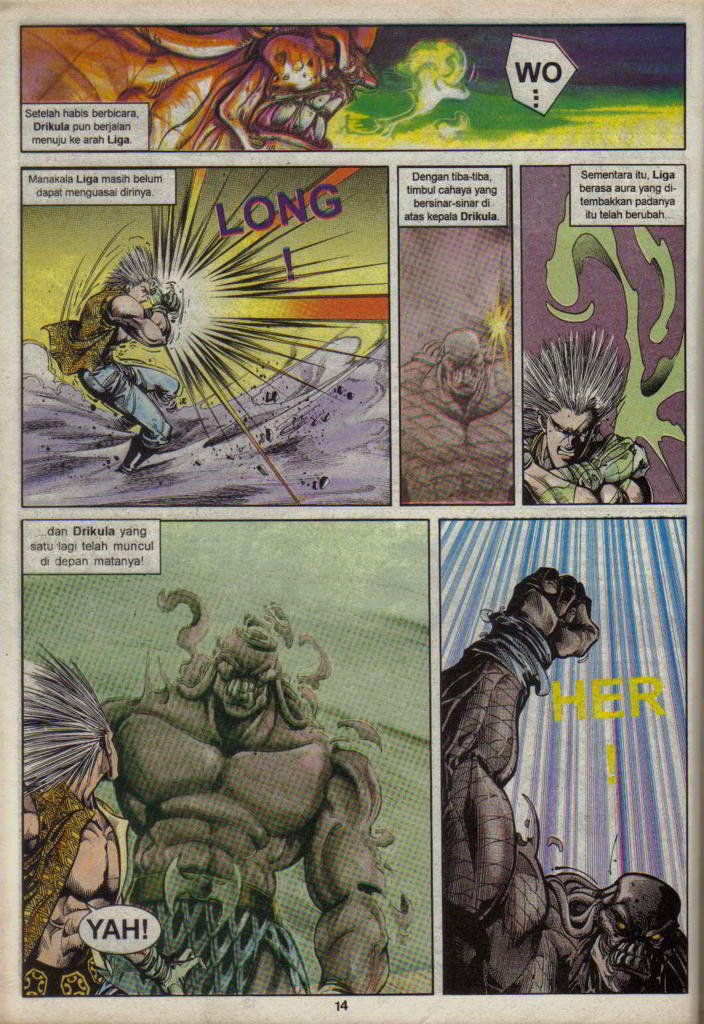 Setelah habis berbicara,
Drikula pun berjalan
menuju ke arah Liga.
WO
...
Manakala Liga masih belum
dapat menguasai dirinya.
LONG
!
Dengan tiba-tiba,
timbul cahaya yang
bersinar-sinar di
atas kepala Drikula.
Sementara itu, Liga
berasa aura yang di-
tembakkan padanya
itu telah berubah...
...dan Drikula yang
satu lagi telah muncul
di depan matanya!
YAH!
HER
!
14